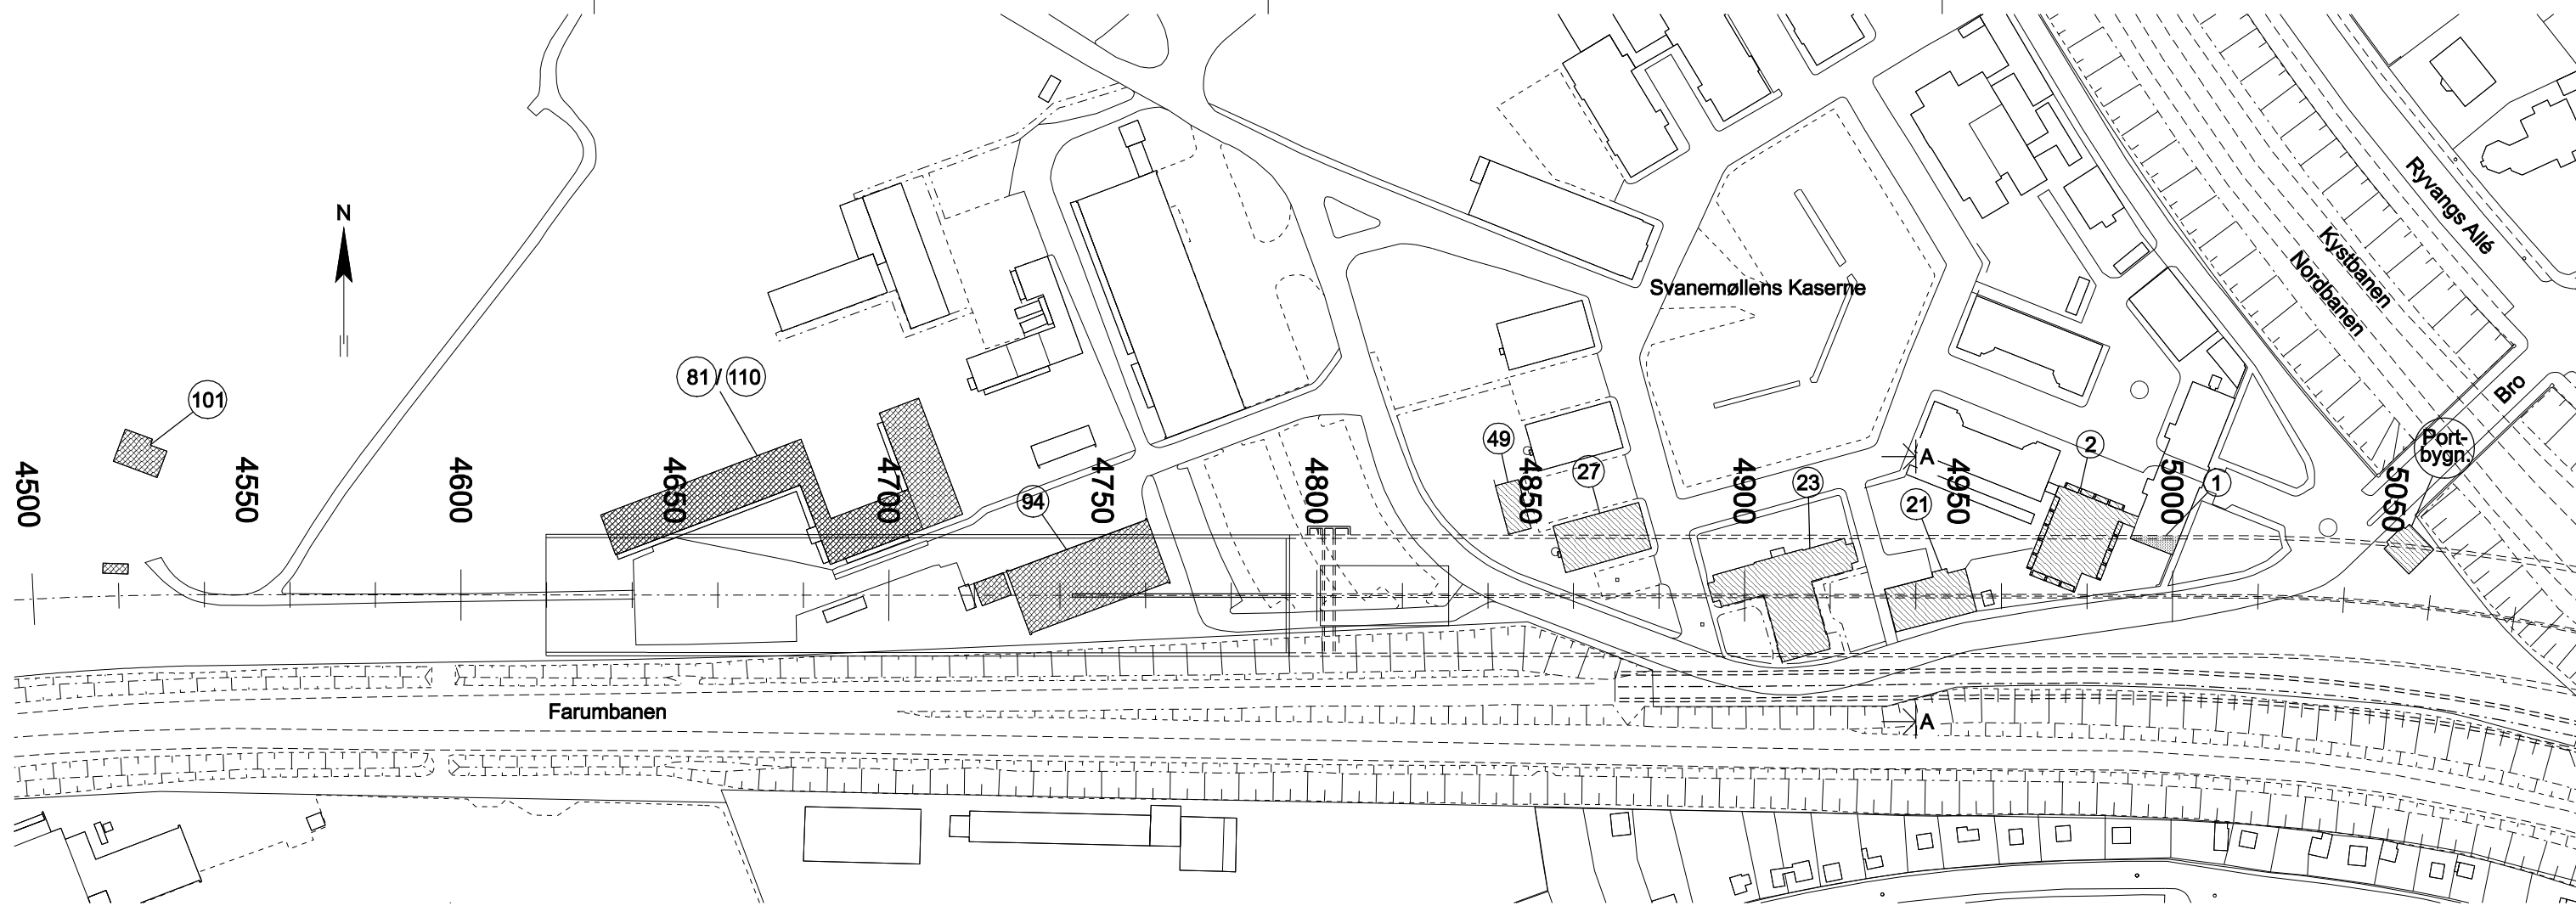 N
Ryvangs Allé
Kystbanen
Nordbanen
Svanemøllens Kaserne
81 / 110
101
Bro
49
2
Port-
bygn.
A
27
23
1
94
21
4500
4550
4600
4650
4700
4750
4800
4850
4900
4950
5000
5050
Farumbanen
A